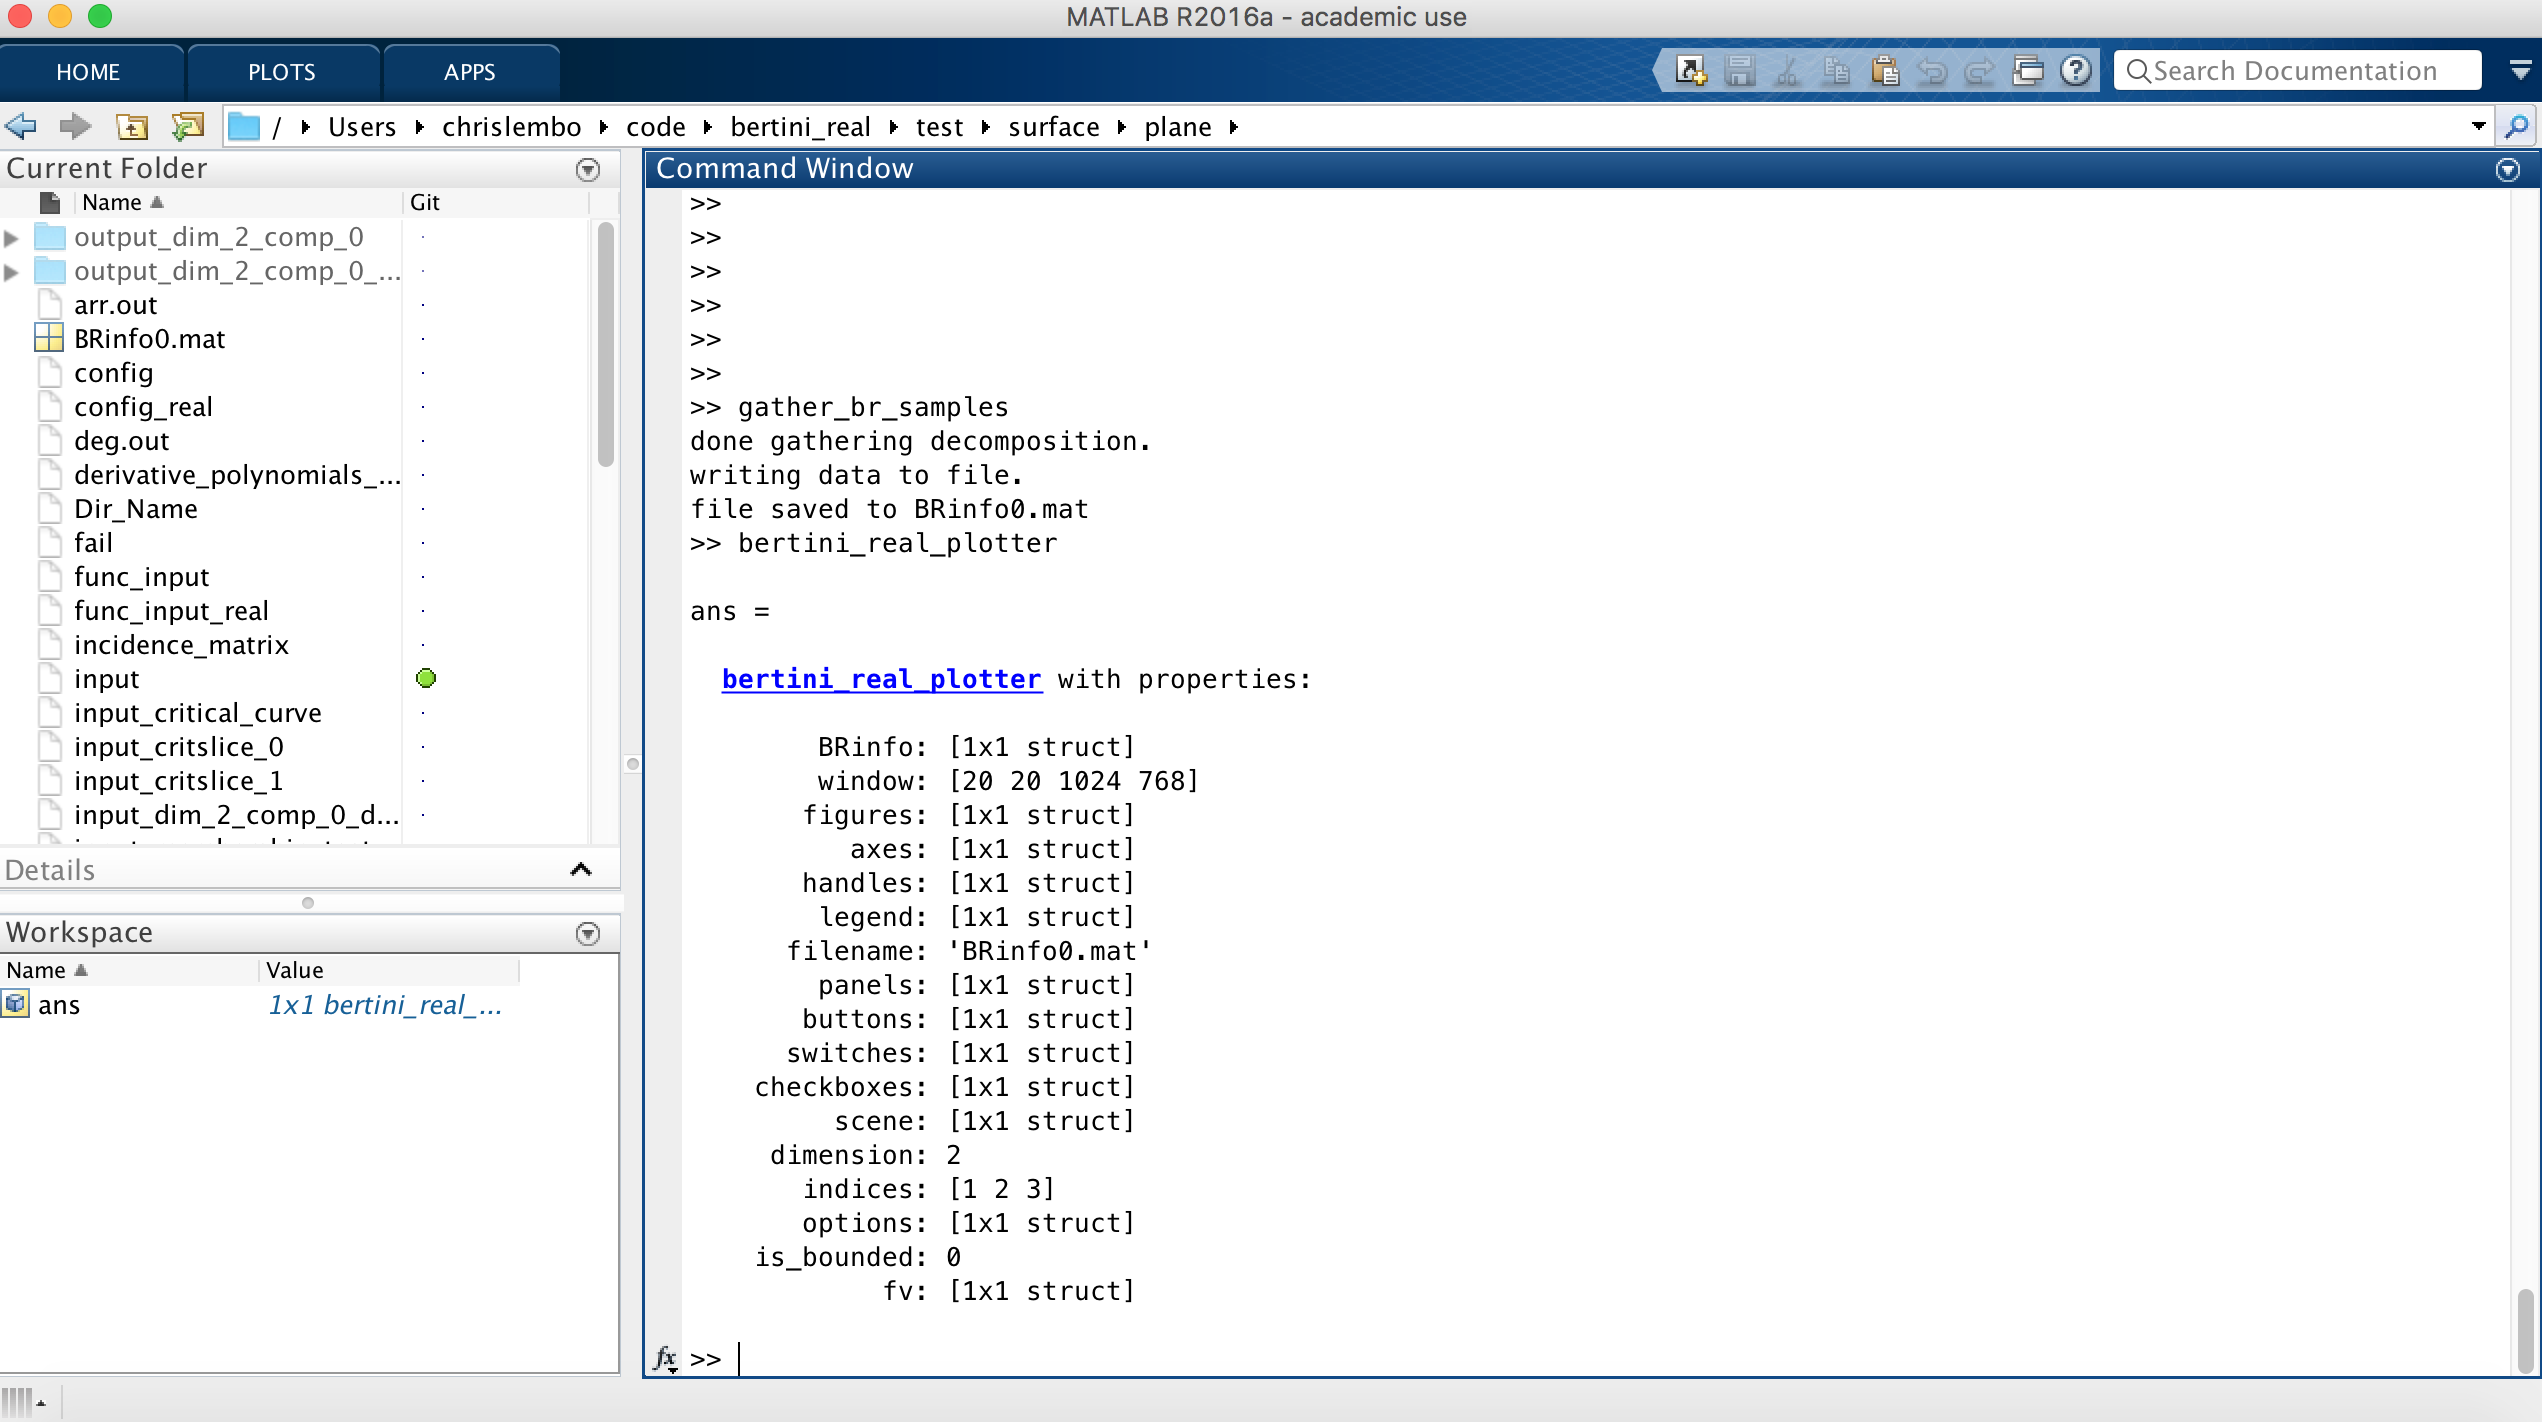 MATLAB R2016a - academic use
HOME PLOTS APPS
Search Documentation
/ Users chrislembo code bertini_real test surface plane
Current Folder
Name Git
output_dim_2_comp_0
output_dim_2_comp_0_...
arr.out
BRinfo0.mat
config
config_real
deg.out
derivative_polynomials_...
Dir_Name
fail
func_input
func_input_real
incidence_matrix
input
input_critical_curve
input_critslice_0
input_critslice_1
input_dim_2_comp_0_d...
Details
Workspace
Name Value
ans 1x1 bertini_real_...
Command Window
>>
>>
>>
>>
>>
>>
>> gather_br_samples
done gathering decomposition.
writing data to file.
file saved to BRinfo0.mat
>> bertini_real_plotter
ans =
bertini_real_plotter with properties:
BRinfo: [1x1 struct]
window: [20 20 1024 768]
figures: [1x1 struct]
axes: [1x1 struct]
handles: [1x1 struct]
legend: [1x1 struct]
filename: 'BRinfo0.mat'
panels: [1x1 struct]
buttons: [1x1 struct]
switches: [1x1 struct]
checkboxes: [1x1 struct]
scene: [1x1 struct]
dimension: 2
indices: [1 2 3]
options: [1x1 struct]
is_bounded: 0
fv: [1x1 struct]
fx >>